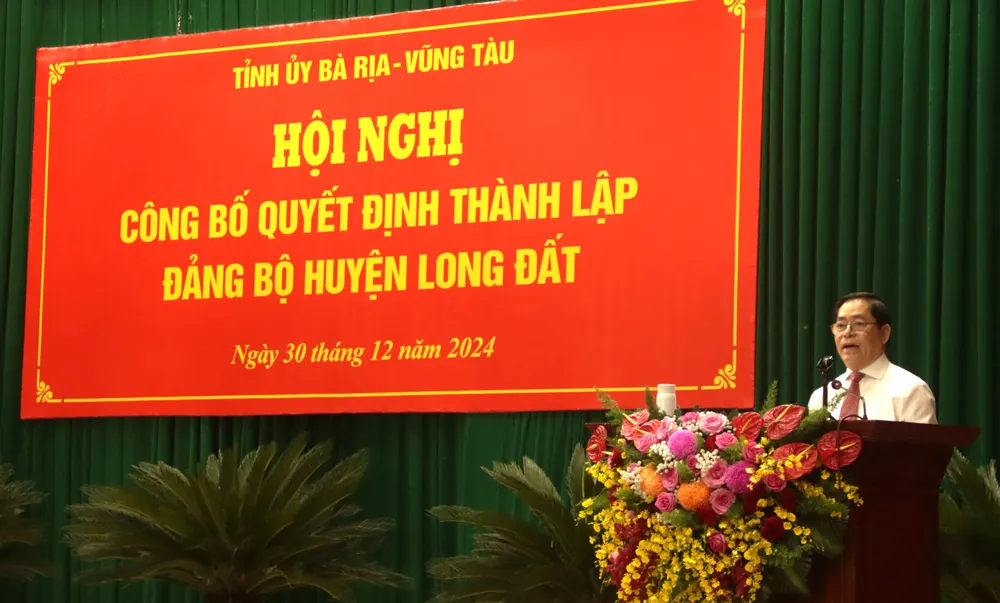 TỈNH ỦY BÀ RỊA - VŨNG TÀU
HỘI NGHỊ
CÔNG BỐ QUYẾT ĐỊNH THÀNH LẬP
ĐẢNG BỘ HUYỆN LONG ĐẤT
Ngày 30 tháng 12 năm 2024